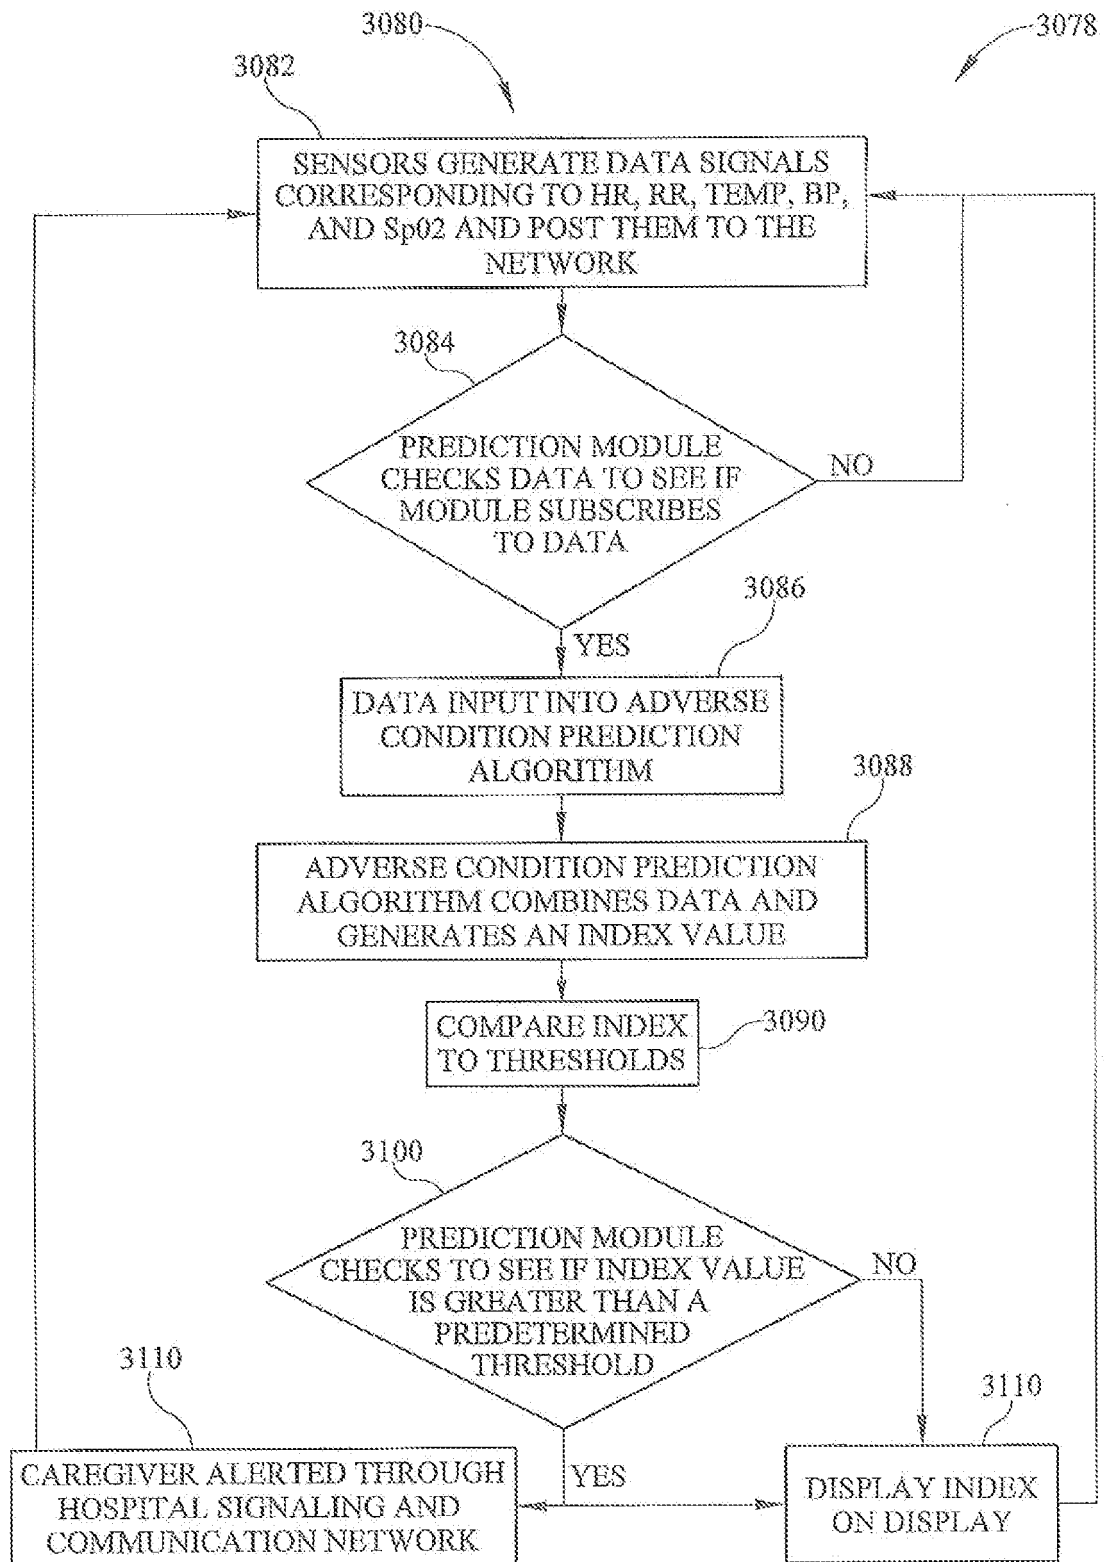 3080
3078
3082
SENSORS GENERATE DATA SIGNALS
CORRESPONDING TO HR, RR, TEMP, BP,
AND Sp02 AND POST THEM TO THE
NETWORK
3084
PREDICTION MODULE
CHECKS DATA TO SEE IF
MODULE SUBSCRIBES
TO DATA
NO
YES
3086
DATA INPUT INTO ADVERSE
CONDITION PREDICTION
ALGORITHM
3088
ADVERSE CONDITION PREDICTION
ALGORITHM COMBINES DATA AND
GENERATES AN INDEX VALUE
COMPARE INDEX
TO THRESHOLDS
3090
3100
PREDICTION MODULE
CHECKS TO SEE IF INDEX VALUE
IS GREATER THAN A
PREDETERMINED
THRESHOLD
NO
YES
3110
CAREGIVER ALERTED THROUGH
HOSPITAL SIGNALING AND
COMMUNICATION NETWORK
3110
DISPLAY INDEX
ON DISPLAY